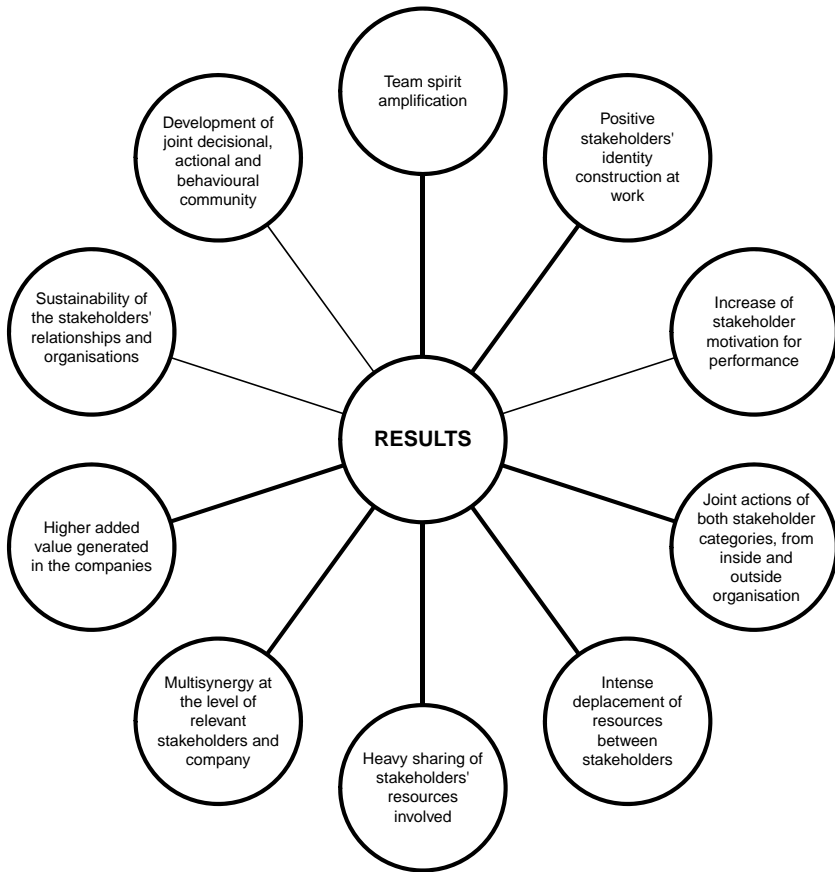 Team spirit
amplification
Positive
stakeholders'
identity
construction at
work
Increase of
stakeholder
motivation for
performance
Joint actions of
both stakeholder
categories, from
inside and
outside
organisation
Intense
deplacement of
resources
between
stakeholders
Heavy sharing of
stakeholders'
resources
involved
Multisynergy at
the level of
relevant
stakeholders and
company
Higher added
value generated
in the companies
Sustainability of
the stakeholders'
relationships and
organisations
Development of
joint decisional,
actional and
behavioural
community
RESULTS